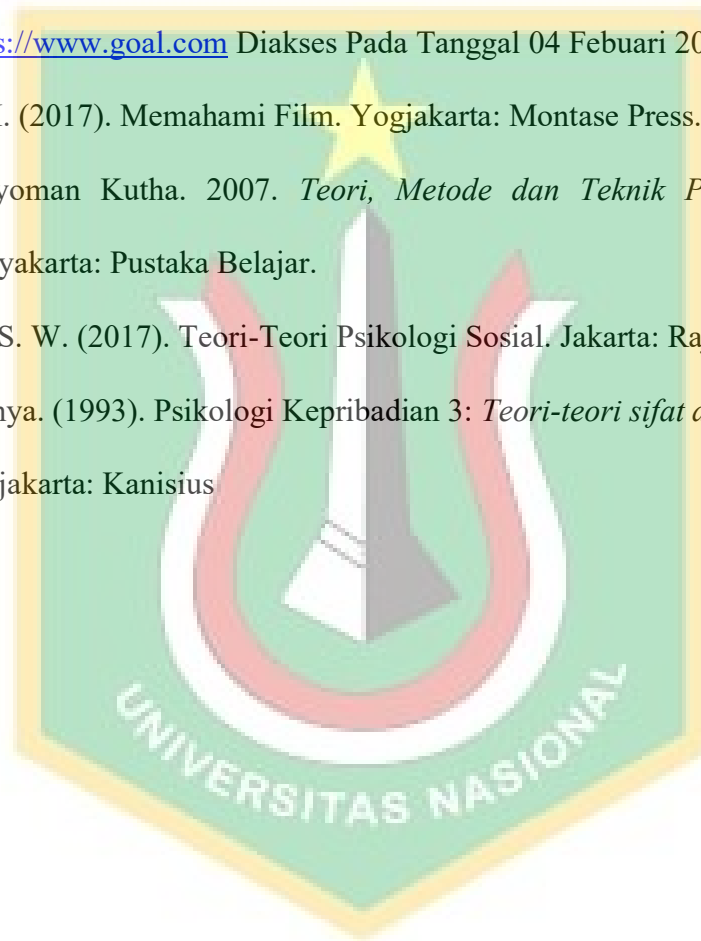 s://www.goal.com Diakses Pada Tanggal 04 Febuari 20
. (2017). Memahami Film. Yogjakarta: Montase Press.
yoman Kutha. 2007. Teori, Metode dan Teknik P
yakarta: Pustaka Belajar.
S. W. (2017). Teori-Teori Psikologi Sosial. Jakarta: Ra
nya. (1993). Psikologi Kepribadian 3: Teori-teori sifat
jakarta: Kanisius
UNIVERSITAS NASIONAL